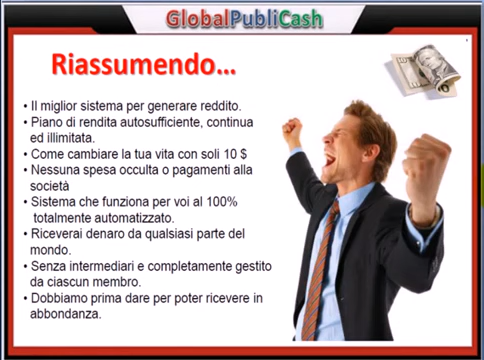 GlobalPubliCash
Riassumendo...
• Il miglior sistema per generare reddito.
• Piano di rendita autosufficiente, continua
ed illimitata.
• Come cambiare la tua vita con soli 10 $
• Nessuna spesa occulta o pagamenti alla
società
• Sistema che funziona per voi al 100%
totalmente automatizzato.
• Riceverai denaro da qualsiasi parte del
mondo.
• Senza intermediari e completamente gestito
da ciascun membro.
• Dobbiamo prima dare per poter ricevere in
abbondanza.